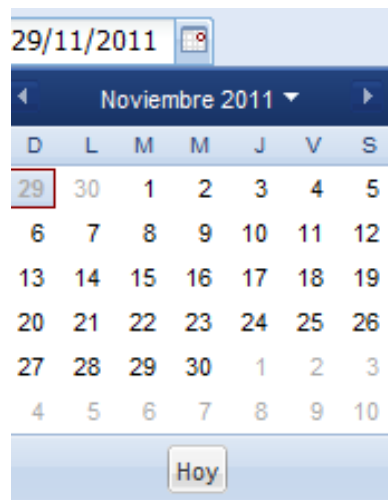 29/11/2011
Noviembre 2011
D L M M J V S
29 30 1 2 3 4 5
6 7 8 9 10 11 12
13 14 15 16 17 18 19
20 21 22 23 24 25 26
27 28 29 30 1 2 3
4 5 6 7 8 9 10
Hoy